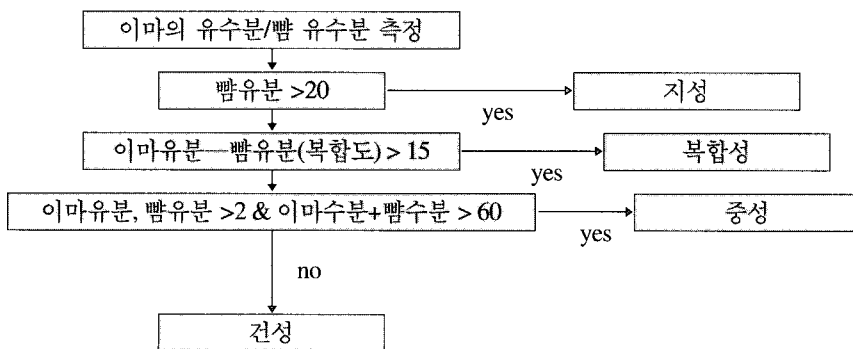 이마의 유수분/뺨 유수분 측정
뺨유분 >20
yes
지성
이마유분—뺨유분(복합도) > 15
yes
복합성
이마유분, 뺨유분 >2 & 이마수분+뺨수분 > 60
yes
중성
no
건성